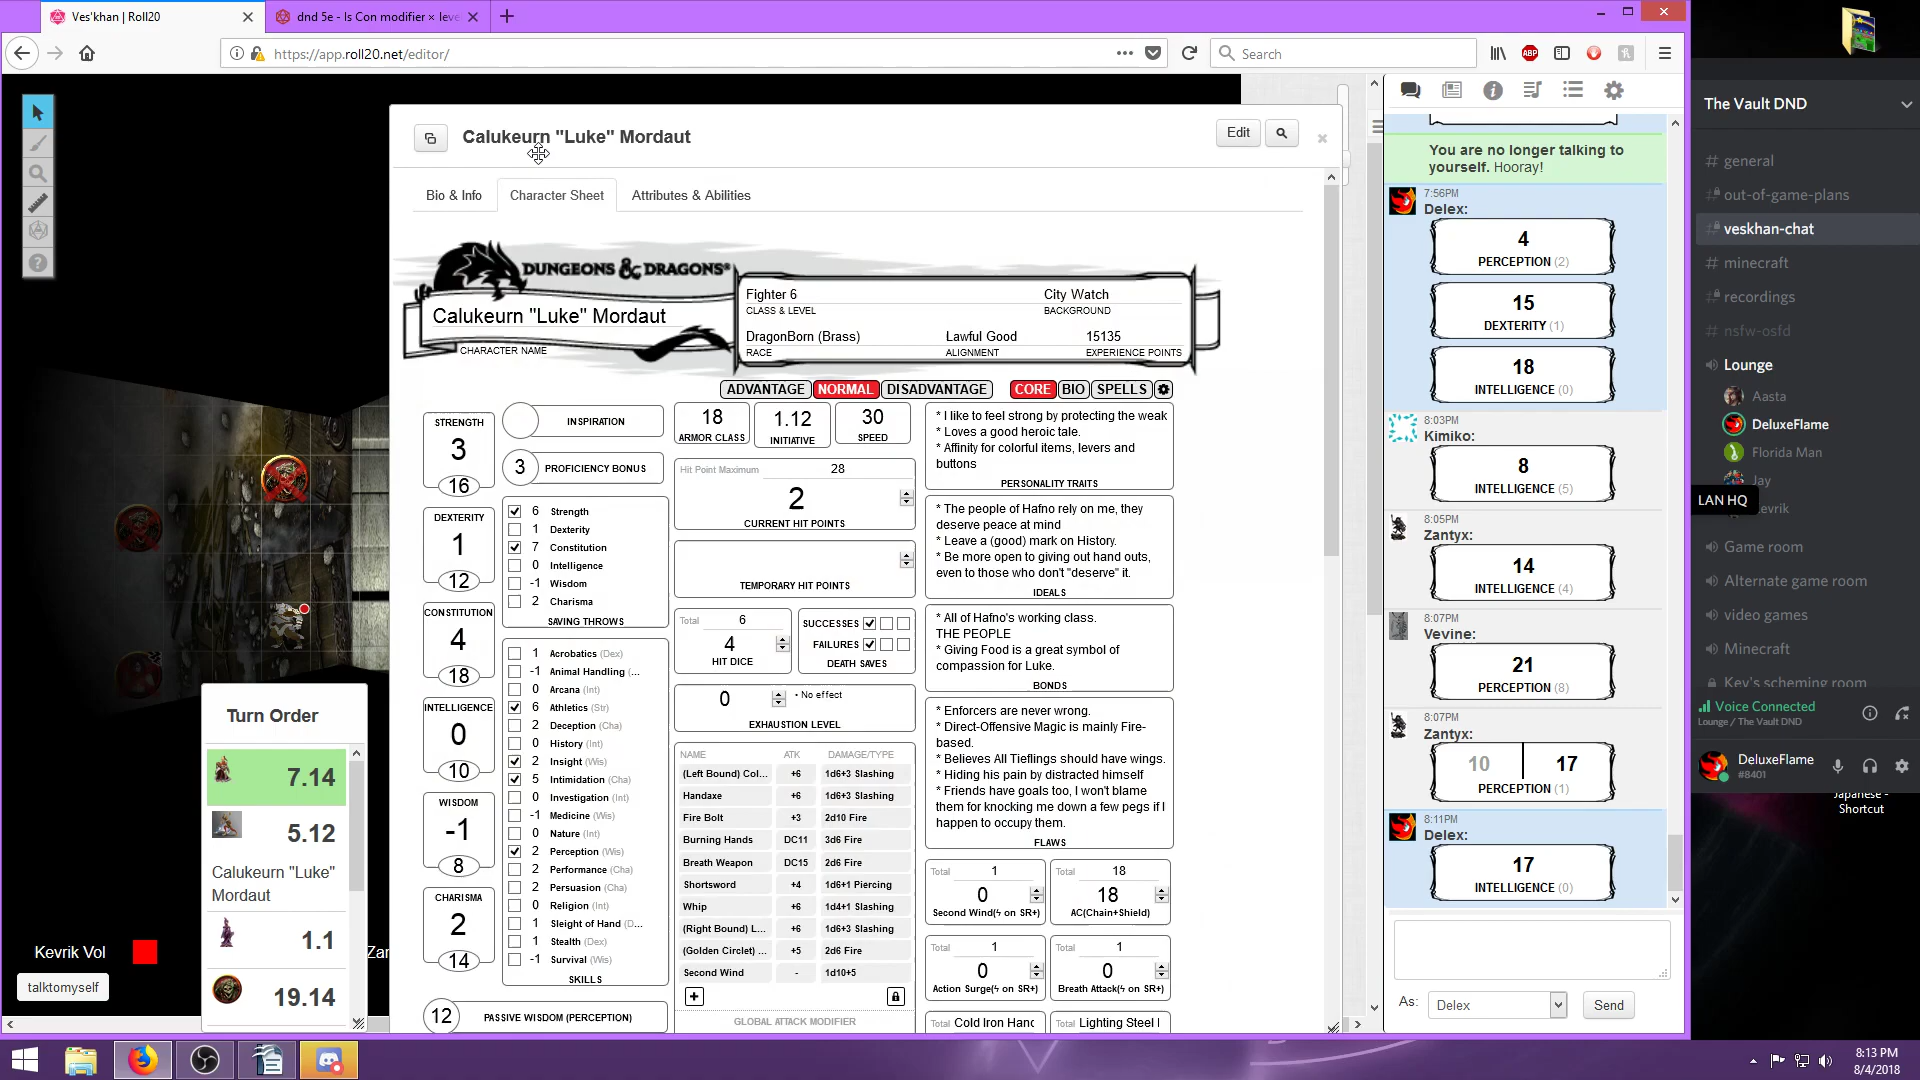 Ves'khan | Roll20
dnd 5e - Is Con modifier × leve
https://app.roll20.net/editor/
Search
Calukeurn "Luke" Mordaut
Edit
Bio & Info
Character Sheet
Attributes & Abilities
DUNGEONS & DRAGONS®
Calukeurn "Luke" Mordaut
CHARACTER NAME
Fighter 6
City Watch
CLASS & LEVEL
BACKGROUND
DragonBorn (Brass)
Lawful Good
15135
RACE
ALIGNMENT
EXPERIENCE POINTS
ADVANTAGE
NORMAL
DISADVANTAGE
CORE
BIO
SPELLS
STRENGTH
3
16
DEXTERITY
1
12
CONSTITUTION
4
18
INTELLIGENCE
0
10
WISDOM
-1
8
CHARISMA
2
14
INSPIRATION
3
PROFICIENCY BONUS
6 Strength
1 Dexterity
7 Constitution
0 Intelligence
-1 Wisdom
2 Charisma
SAVING THROWS
1 Acrobatics (Dex)
-1 Animal Handling (...
0 Arcana (Int)
6 Athletics (Str)
2 Deception (Cha)
0 History (Int)
2 Insight (Wis)
5 Intimidation (Cha)
0 Investigation (Int)
-1 Medicine (Wis)
0 Nature (Int)
2 Perception (Wis)
2 Performance (Cha)
2 Persuasion (Cha)
0 Religion (Int)
1 Sleight of Hand (D...
1 Stealth (Dex)
-1 Survival (Wis)
SKILLS
12
PASSIVE WISDOM (PERCEPTION)
18
ARMOR CLASS
1.12
INITIATIVE
30
SPEED
Hit Point Maximum 28
2
CURRENT HIT POINTS
TEMPORARY HIT POINTS
Total 6
4
HIT DICE
SUCCESSES
FAILURES
DEATH SAVES
0
• No effect
EXHAUSTION LEVEL
NAME ATK DAMAGE/TYPE
(Left Bound) Col... +6 1d6+3 Slashing
Handaxe +6 1d6+3 Slashing
Fire Bolt +3 2d10 Fire
Burning Hands DC11 3d6 Fire
Breath Weapon DC15 2d6 Fire
Shortsword +4 1d6+1 Piercing
Whip +6 1d4+1 Slashing
(Right Bound) L... +6 1d6+3 Slashing
(Golden Circlet) ... +5 2d6 Fire
Second Wind - 1d10+5
GLOBAL ATTACK MODIFIER
* I like to feel strong by protecting the weak
* Loves a good heroic tale.
* Affinity for colorful items, levers and
buttons
PERSONALITY TRAITS
* The people of Hafno rely on me, they
deserve peace at mind
* Leave a (good) mark on History.
* Be more open to giving out hand outs,
even to those who don't "deserve" it.
IDEALS
* All of Hafno's working class.
THE PEOPLE
* Giving Food is a great symbol of
compassion for Luke.
BONDS
* Enforcers are never wrong.
* Direct-Offensive Magic is mainly Fire-
based.
* Believes All Tieflings should have wings.
* Hiding his pain by distracted himself
* Friends have goals too, I won't blame
them for knocking me down a few pegs if I
happen to occupy them.
FLAWS
Total 1
0
Second Wind(ϟ on SR+)
Total 18
18
AC(Chain+Shield)
Total 1
0
Action Surge(ϟ on SR+)
Total 1
0
Breath Attack(ϟ on SR+)
Total Cold Iron Hanc
Total Lighting Steel
Turn Order
7.14
5.12
Calukeurn "Luke"
Mordaut
1.1
19.14
Kevrik Vol
Zar
talktomyself
You are no longer talking to
yourself. Hooray!
7:56PM
Delex:
4
PERCEPTION (2)
15
DEXTERITY (1)
18
INTELLIGENCE (0)
8:03PM
Kimiko:
8
INTELLIGENCE (5)
8:05PM
Zantyx:
14
INTELLIGENCE (4)
8:07PM
Vevine:
21
PERCEPTION (8)
8:07PM
Zantyx:
10 17
PERCEPTION (1)
8:11PM
Delex:
17
INTELLIGENCE (0)
As:
Delex
Send
The Vault DND
# general
# out-of-game-plans
# veskhan-chat
# minecraft
# recordings
# nsfw-osfd
Lounge
Aasta
DeluxeFlame
Florida Man
Jay
LAN HQ
evrik
Game room
Alternate game room
video games
Minecraft
Kev's scheming room
Voice Connected
Lounge / The Vault DND
DeluxeFlame
#8401
Japanese -
Shortcut
8:13 PM
8/4/2018